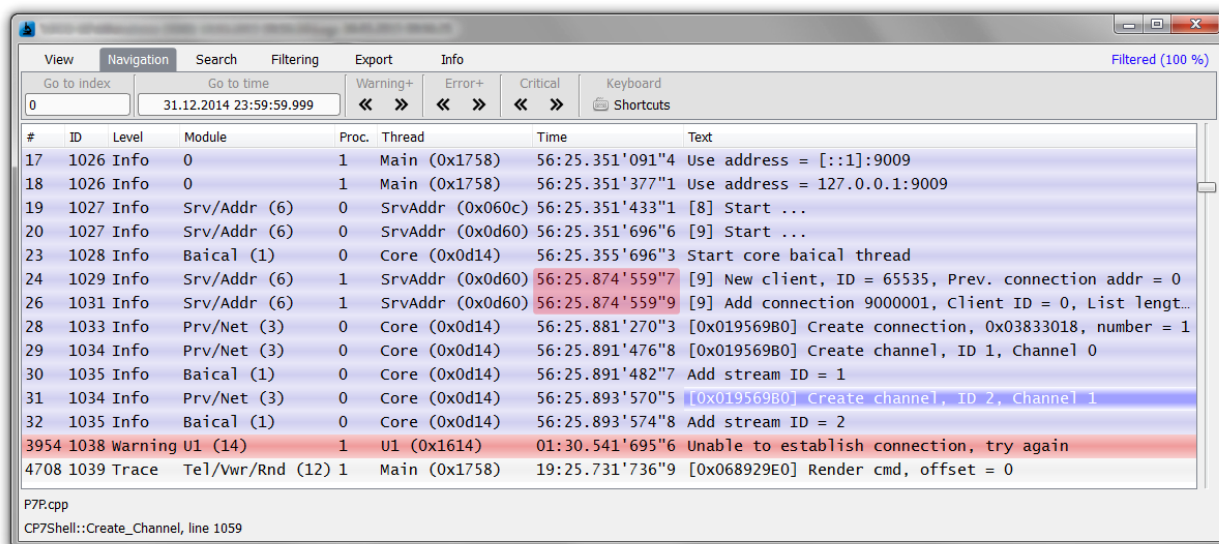 View Navigation Search Filtering Export Info Filtered (100 %)
Go to index Go to time Warning+ Error+ Critical Keyboard
0 31.12.2014 23:59:59.999 « » « » « » Shortcuts
# ID Level Module Proc. Thread Time Text
17 1026 Info 0 1 Main (0x1758) 56:25.351'091"4 Use address = [::1]:9009
18 1026 Info 0 1 Main (0x1758) 56:25.351'377"1 Use address = 127.0.0.1:9009
19 1027 Info Srv/Addr (6) 0 SrvAddr (0x060c) 56:25.351'433"1 [8] Start ...
20 1027 Info Srv/Addr (6) 0 SrvAddr (0x0d60) 56:25.351'696"6 [9] Start ...
23 1028 Info Baical (1) 0 Core (0x0d14) 56:25.355'696"3 Start core baical thread
24 1029 Info Srv/Addr (6) 1 SrvAddr (0x0d60) 56:25.874'559"7 [9] New client, ID = 65535, Prev. connection addr = 0
26 1031 Info Srv/Addr (6) 1 SrvAddr (0x0d60) 56:25.874'559"9 [9] Add connection 9000001, Client ID = 0, List lengt...
28 1033 Info Prv/Net (3) 0 Core (0x0d14) 56:25.881'270"3 [0x019569B0] Create connection, 0x03833018, number = 1
29 1034 Info Prv/Net (3) 0 Core (0x0d14) 56:25.891'476"8 [0x019569B0] Create channel, ID 1, Channel 0
30 1035 Info Baical (1) 0 Core (0x0d14) 56:25.891'482"7 Add stream ID = 1
31 1034 Info Prv/Net (3) 0 Core (0x0d14) 56:25.893'570"5 [0x019569B0] Create channel, ID 2, Channel 1
32 1035 Info Baical (1) 0 Core (0x0d14) 56:25.893'574"8 Add stream ID = 2
3954 1038 Warning U1 (14) 1 U1 (0x1614) 01:30.541'695"6 Unable to establish connection, try again
4708 1039 Trace Tel/Vwr/Rnd (12) 1 Main (0x1758) 19:25.731'736"9 [0x068929E0] Render cmd, offset = 0
P7P.cpp
CP7Shell::Create_Channel, line 1059